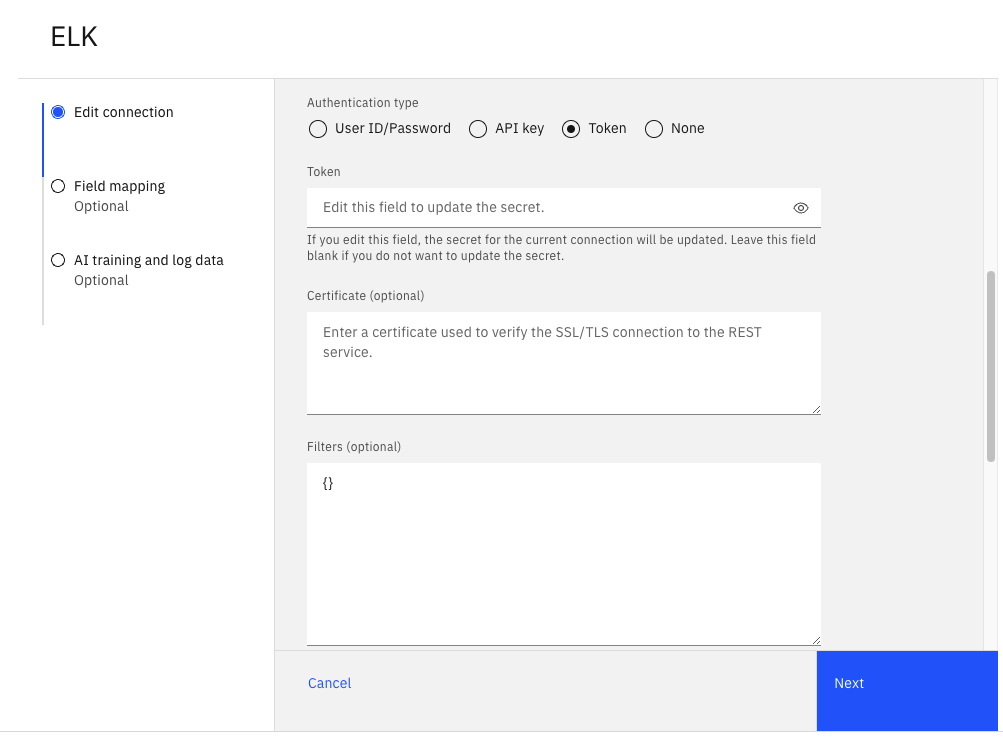 ELK
Edit connection
Field mapping
Optional
AI training and log data
Optional
Authentication type
User ID/Password API key Token None
Token
Edit this field to update the secret.
If you edit this field, the secret for the current connection will be updated. Leave this field
blank if you do not want to update the secret.
Certificate (optional)
Enter a certificate used to verify the SSL/TLS connection to the REST
service.
Filters (optional)
{}
Cancel
Next